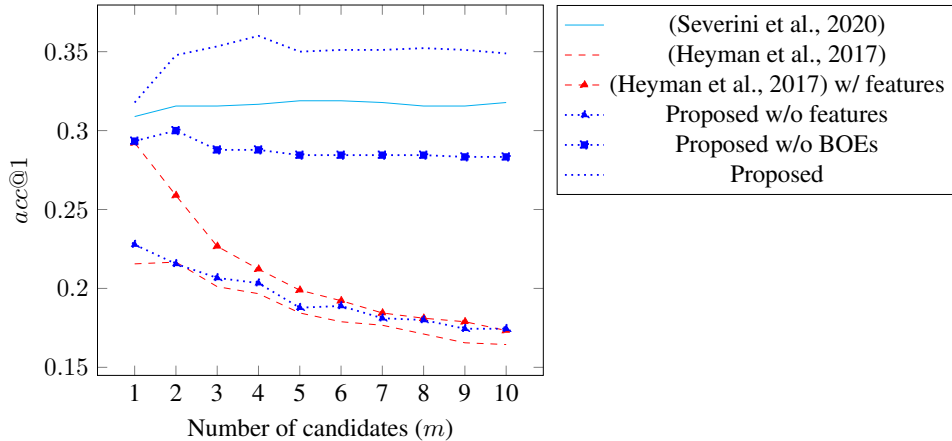 0.35
0.3
0.25
0.2
0.15
acc@1
1 2 3 4 5 6 7 8 9 10
Number of candidates (m)
(Severini et al., 2020)
(Heyman et al., 2017)
(Heyman et al., 2017) w/ features
Proposed w/o features
Proposed w/o BOEs
Proposed